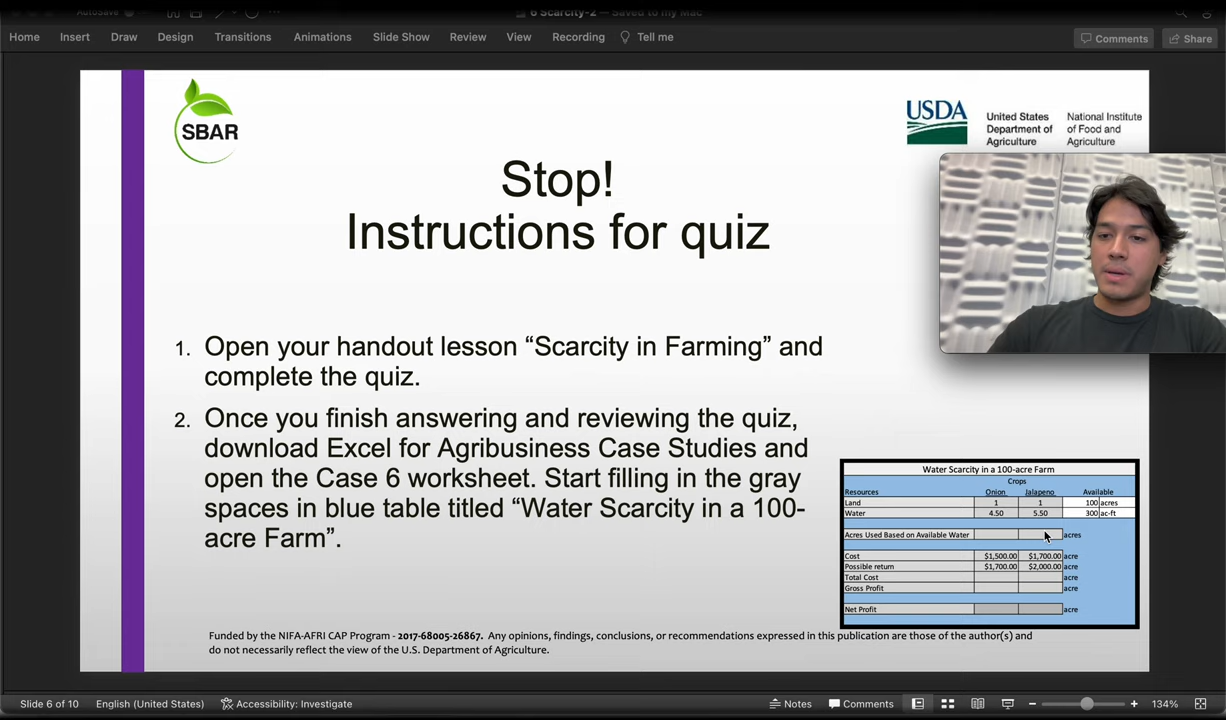 AutoSave
6 Scarcity-2 — Saved to my Mac
Home Insert Draw Design Transitions Animations Slide Show Review View Recording Tell me Comments Share
SBAR
USDA
United States Department of Agriculture
National Institute of Food and Agriculture
Stop!
Instructions for quiz
1. Open your handout lesson “Scarcity in Farming” and
complete the quiz.
2. Once you finish answering and reviewing the quiz,
download Excel for Agribusiness Case Studies and
open the Case 6 worksheet. Start filling in the gray
spaces in blue table titled “Water Scarcity in a 100-
acre Farm”.
Water Scarcity in a 100-acre Farm
Crops
Resources Onion Jalapeno Available
Land 1 1 100 acres
Water 4.50 5.50 300 ac-ft
Acres Used Based on Available Water acres
Cost $1,500.00 $1,700.00 acre
Possible return $1,700.00 $2,000.00 acre
Total Cost acre
Gross Profit acre
Net Profit acre
Funded by the NIFA-AFRI CAP Program - 2017-68005-26867. Any opinions, findings, conclusions, or recommendations expressed in this publication are those of the author(s) and
do not necessarily reflect the view of the U.S. Department of Agriculture.
Slide 6 of 10 English (United States) Accessibility: Investigate Notes Comments 134%